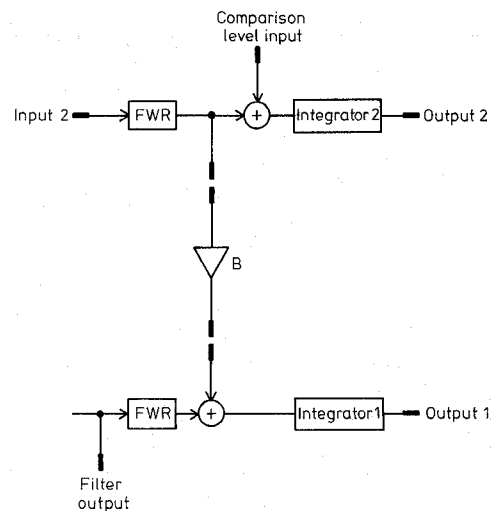 Comparison
level input
Input 2
FWR
+
Integrator 2
Output 2
B
FWR
+
Integrator 1
Output 1
Filter
output